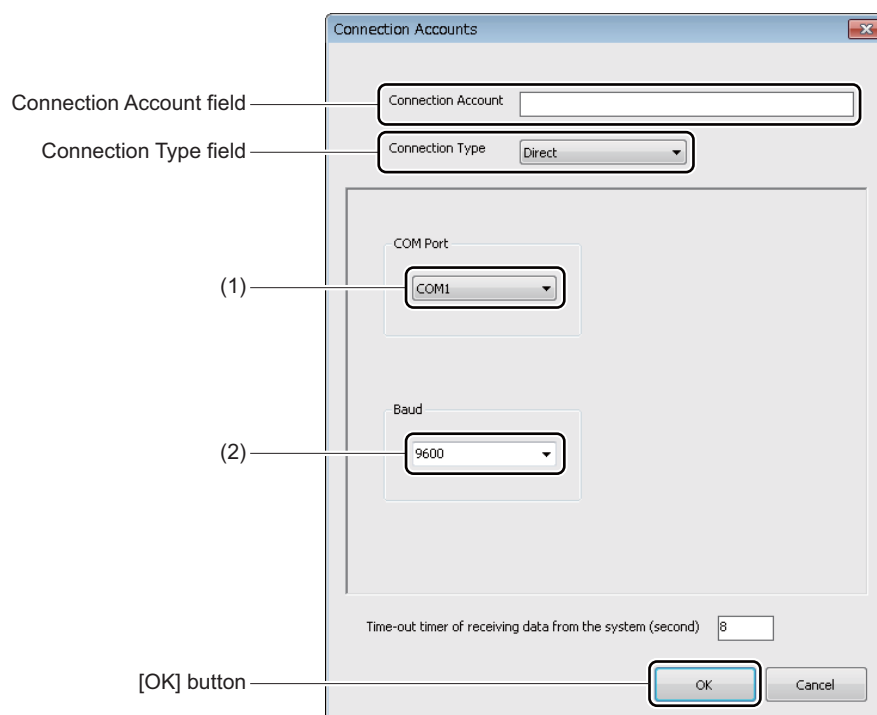 Connection Accounts
Connection Account field
Connection Account
Connection Type field
Connection Type
Direct
COM Port
(1)
COM1
Baud
(2)
9600
Time-out timer of receiving data from the system (second)
8
[OK] button
OK
Cancel